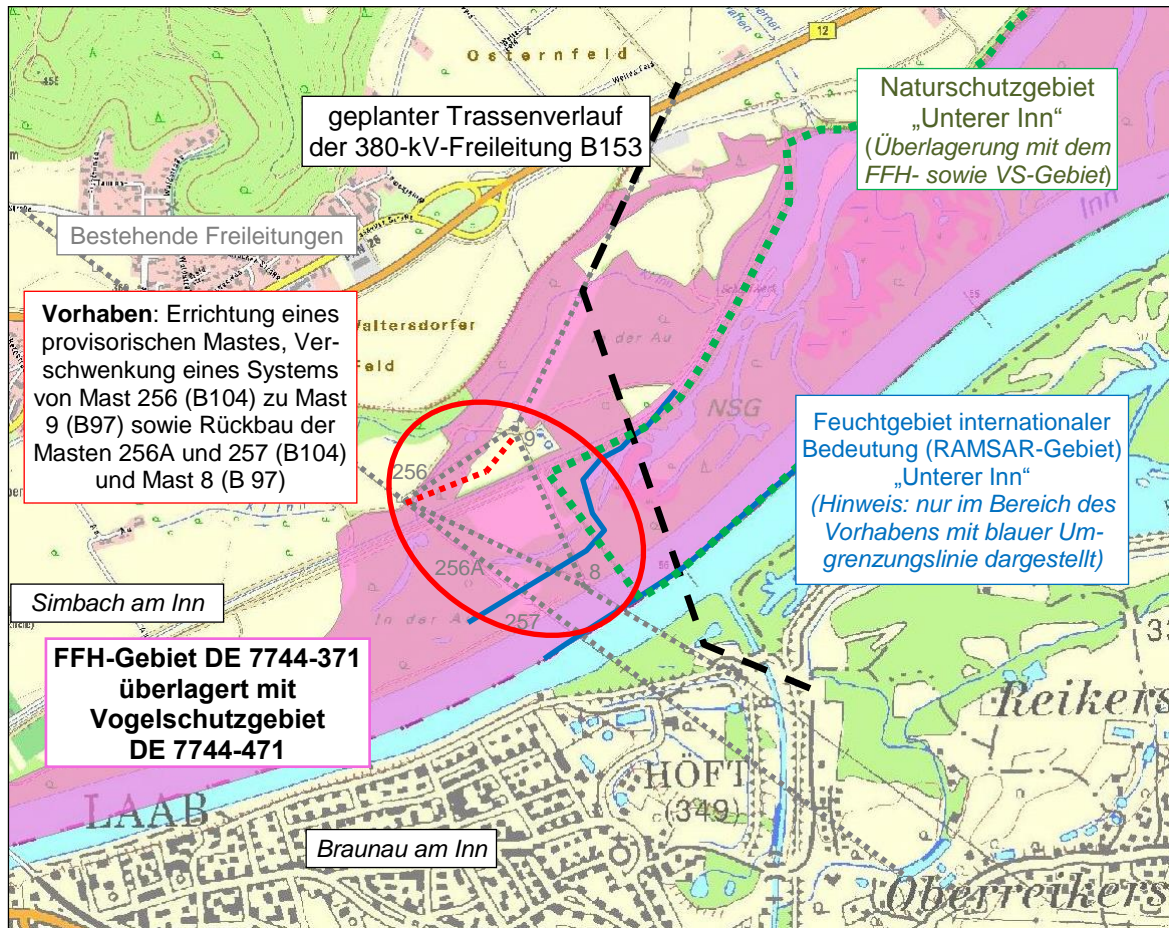 Osternfeld
12
455
geplanter Trassenverlauf
der 380-kV-Freileitung B153
Naturschutzgebiet
„Unterer Inn“
(Überlagerung mit dem
FFH- sowie VS-Gebiet)
Inn
Bestehende Freileitungen
Vorhaben: Errichtung eines
provisorischen Mastes, Ver-
schwenkung eines Systems
von Mast 256 (B104) zu Mast
9 (B97) sowie Rückbau der
Masten 256A und 257 (B104)
und Mast 8 (B 97)
Waltersdorfer
Feld
In der Au
NSG
Feuchtgebiet internationaler
Bedeutung (RAMSAR-Gebiet)
„Unterer Inn“
(Hinweis: nur im Bereich des
Vorhabens mit blauer Um-
grenzungslinie dargestellt)
9
256
256A
8
56
257
In der Au
Simbach am Inn
FFH-Gebiet DE 7744-371
überlagert mit
Vogelschutzgebiet
DE 7744-471
Reikers
LAAB
HÖFT
(349)
Braunau am Inn
Oberreikers